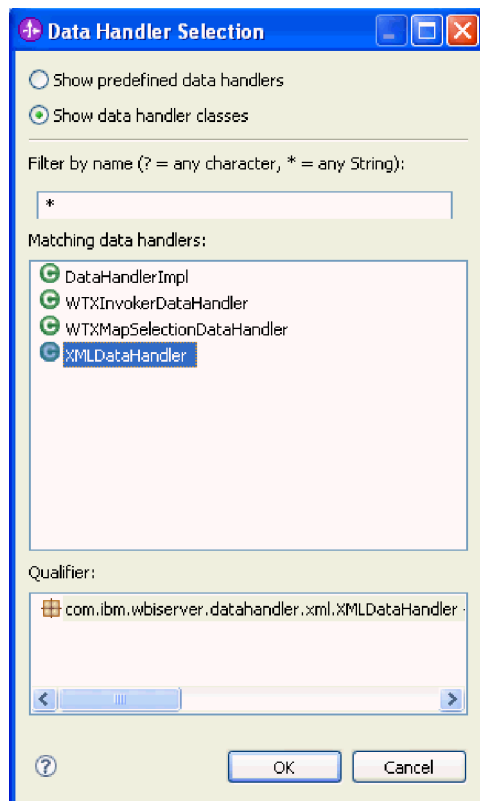 Data Handler Selection
Show predefined data handlers
Show data handler classes
Filter by name (? = any character, * = any String):
*
Matching data handlers:
DataHandlerImpl
WTXInvokerDataHandler
WTXMapSelectionDataHandler
XMLDataHandler
Qualifier:
com.ibm.wbiserver.datahandler.xml.XMLDataHandler -
OK Cancel